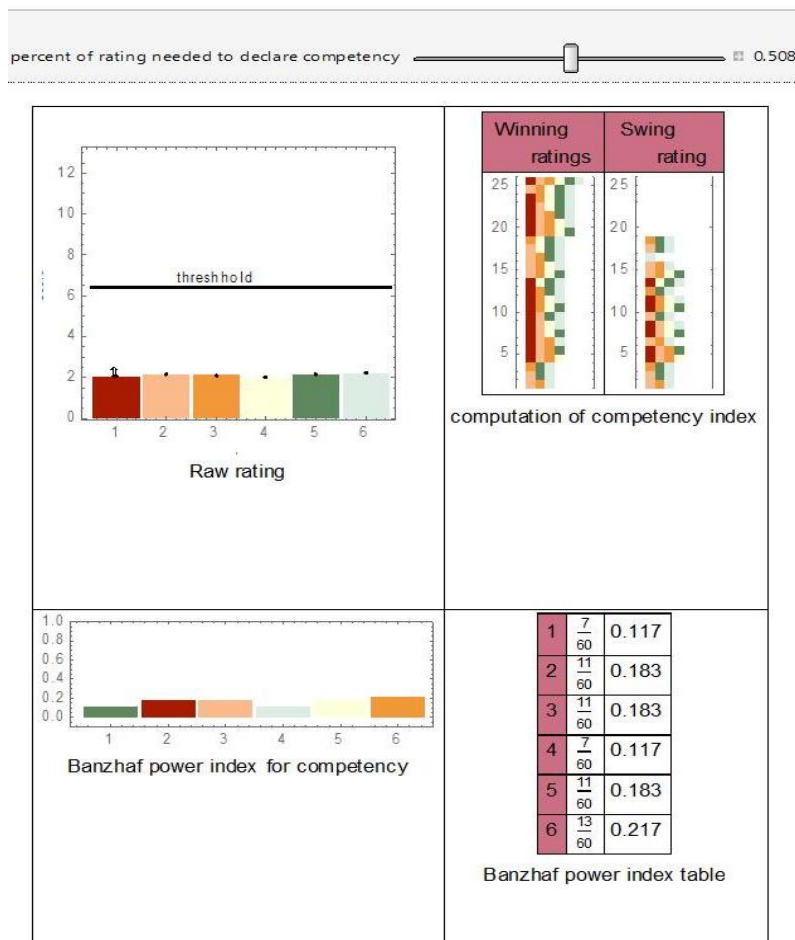 percent of rating needed to declare competency 0.508
12
10
8
threshhold
6
4
2
0
1 2 3 4 5 6
Raw rating
Winning ratings Swing rating
25 25
20 20
15 15
10 10
5 5
computation of competency index
1.0
0.8
0.6
0.4
0.2
0.0
1 2 3 4 5 6
Banzhaf power index for competency
1 7/60 0.117
2 11/60 0.183
3 11/60 0.183
4 7/60 0.117
5 11/60 0.183
6 13/60 0.217
Banzhaf power index table